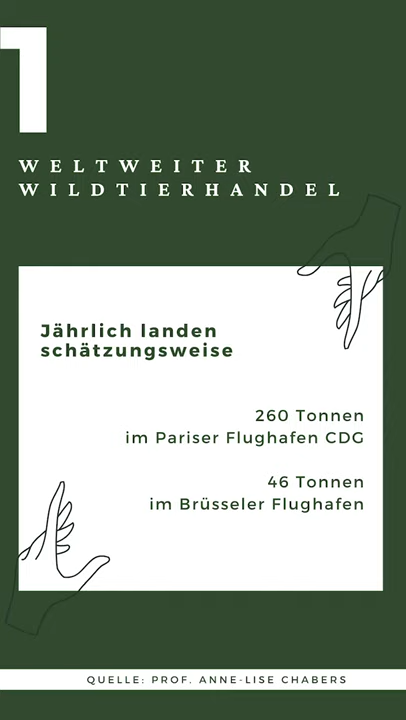 1
WELTWEITER
WILDTIERHANDEL
Jährlich landen
schätzungsweise
260 Tonnen
im Pariser Flughafen CDG
46 Tonnen
im Brüsseler Flughafen
QUELLE: PROF. ANNE-LISE CHABERS